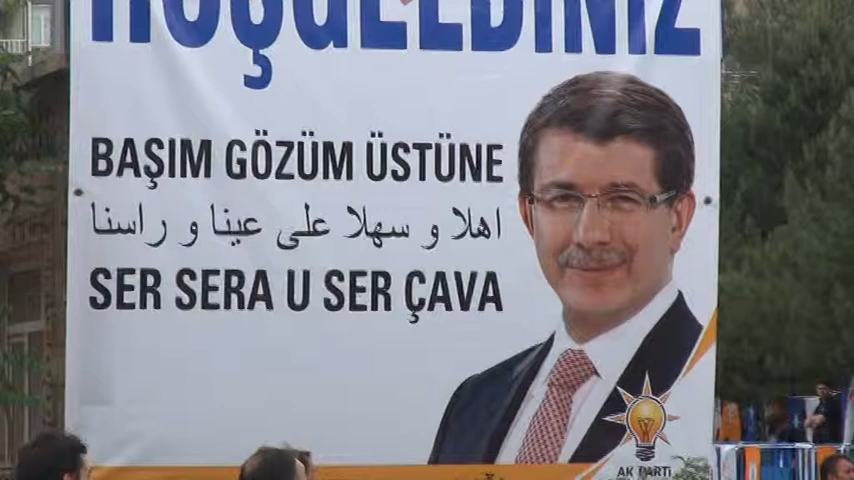 HOŞGELDİNİZ
BAŞIM GÖZÜM ÜSTÜNE
اهلا و سهلا على عينا و راسنا
SER SERA U SER ÇAVA
AK PARTİ